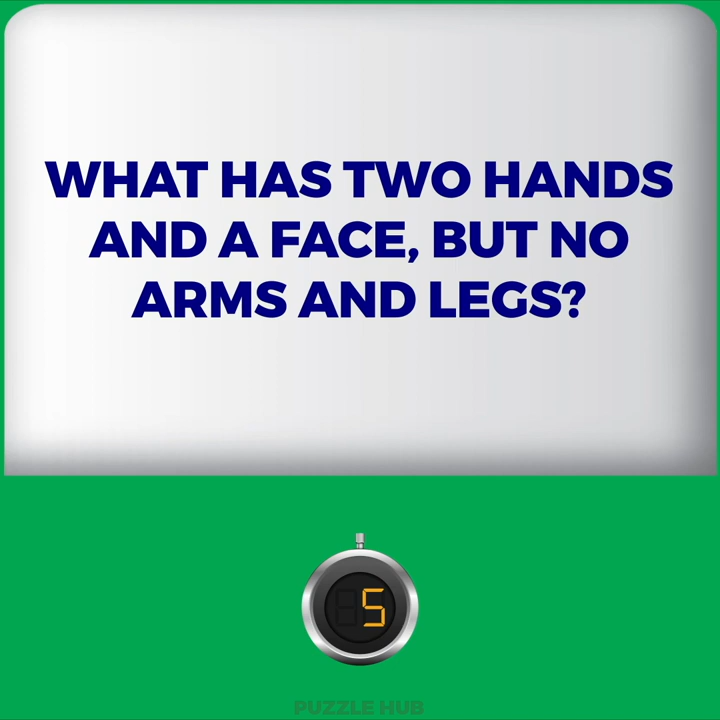 WHAT HAS TWO HANDS
AND A FACE, BUT NO
ARMS AND LEGS?
5
PUZZLE HUB